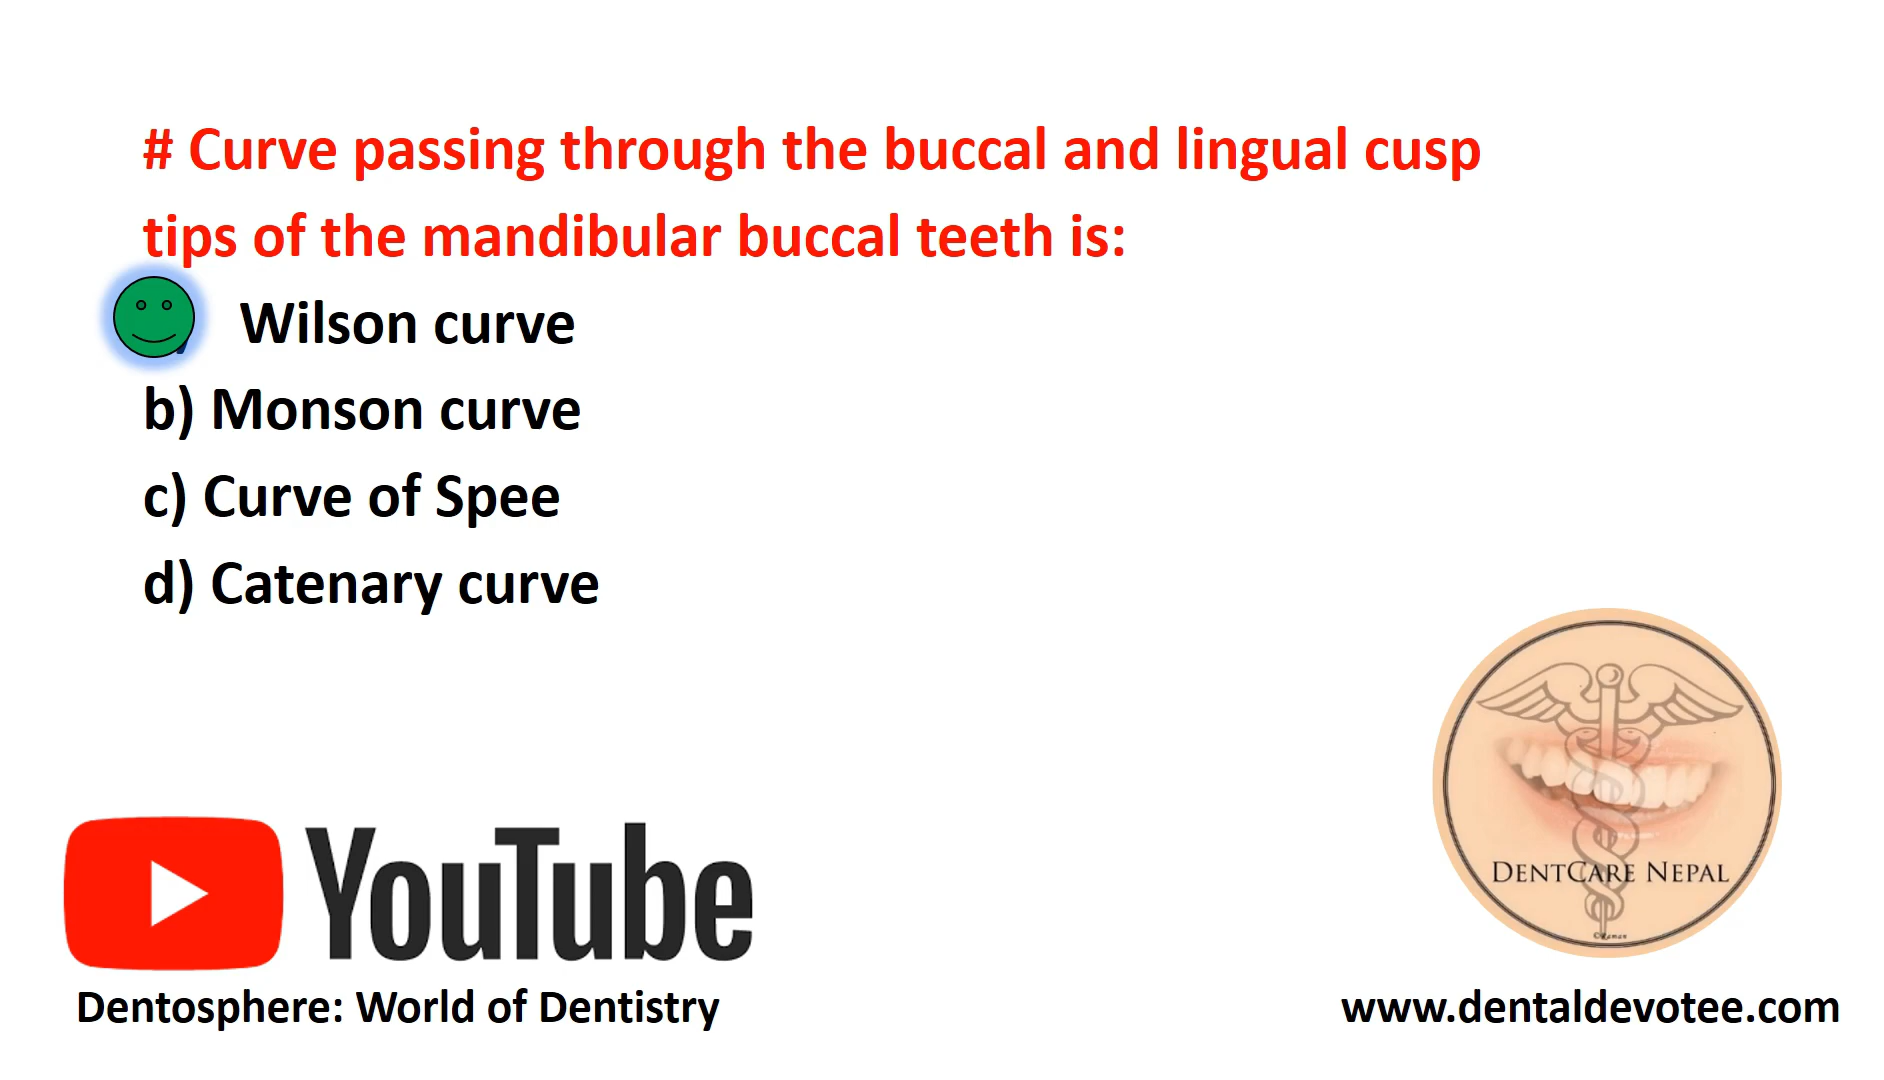 # Curve passing through the buccal and lingual cusp
tips of the mandibular buccal teeth is:
Wilson curve
b) Monson curve
c) Curve of Spee
d) Catenary curve
DentCare Nepal
YouTube
Dentosphere: World of Dentistry
www.dentaldevotee.com